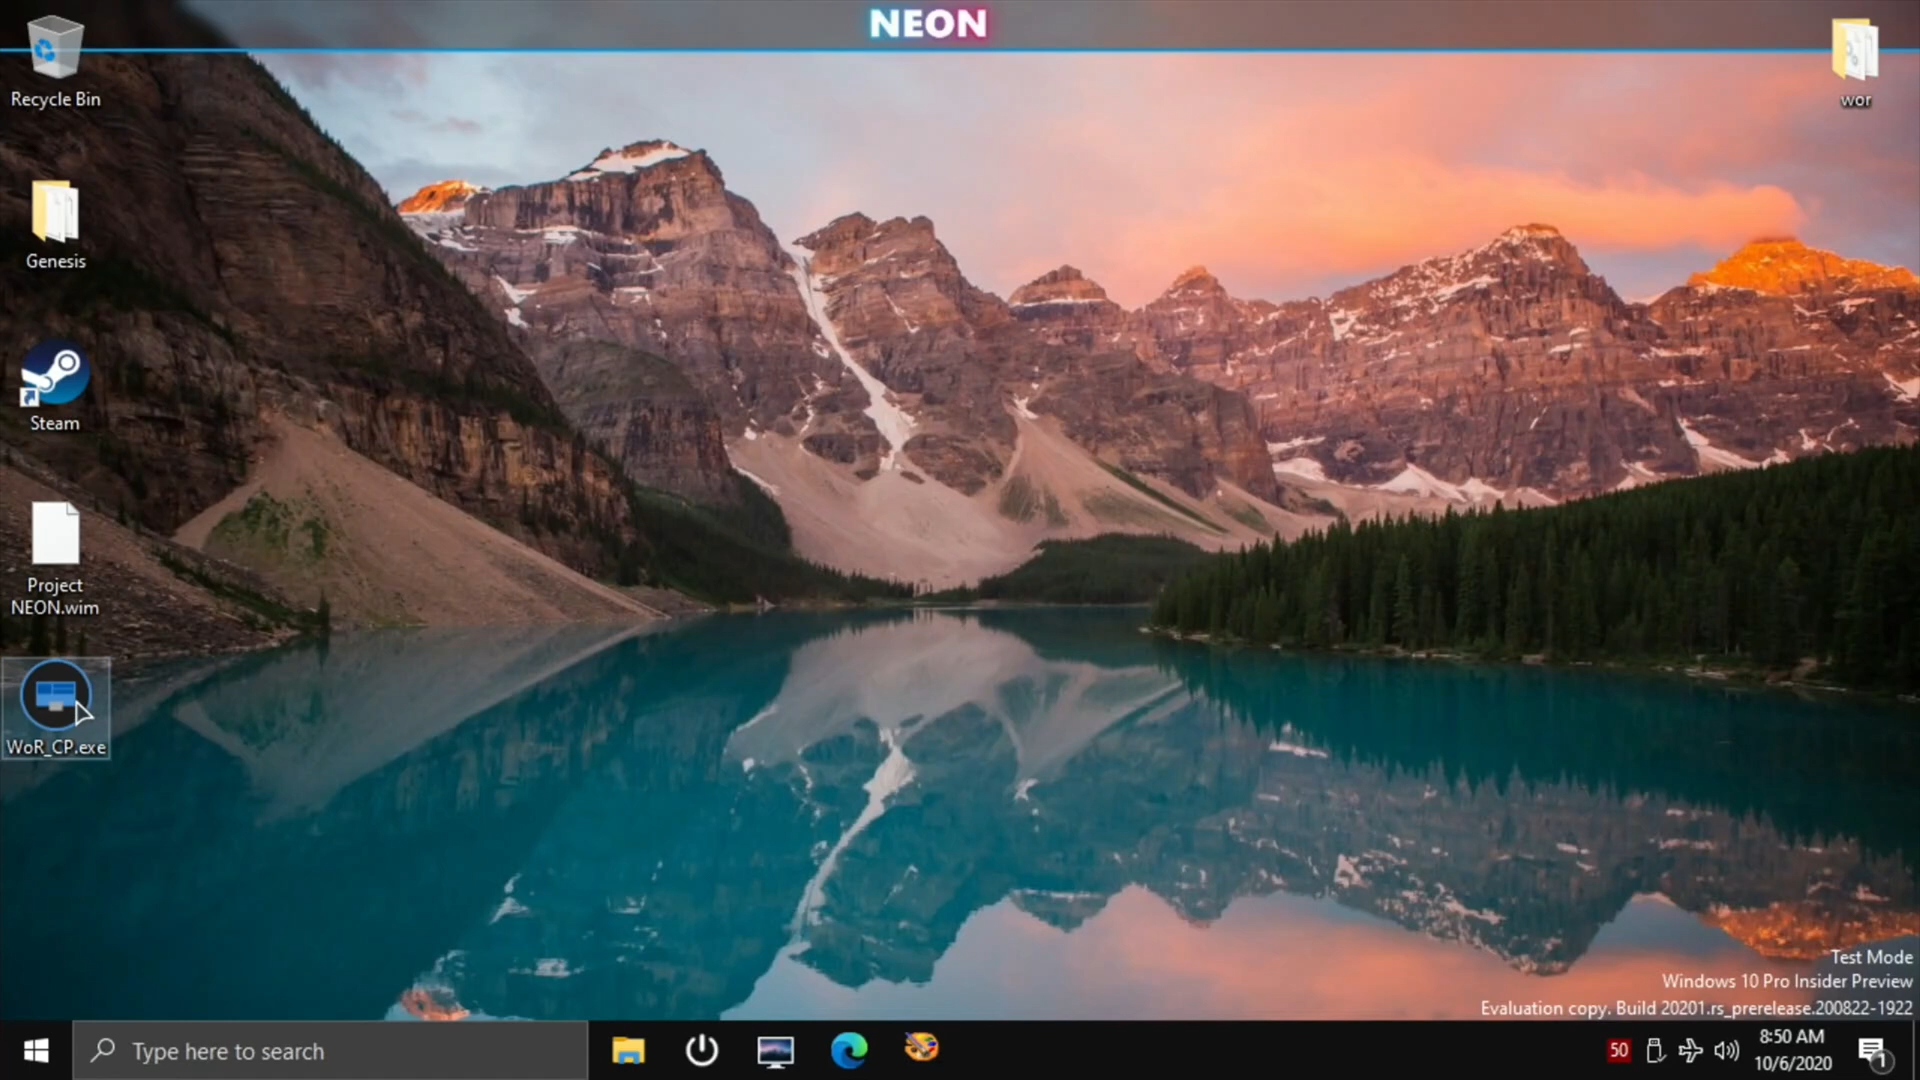 NEON
Recycle Bin
wor
Genesis
Steam
Project
NEON.wim
WoR_CP.exe
Test Mode
Windows 10 Pro Insider Preview
Evaluation copy. Build 20201.rs_prerelease.200822-1922
Type here to search
50
8:50 AM
10/6/2020
1